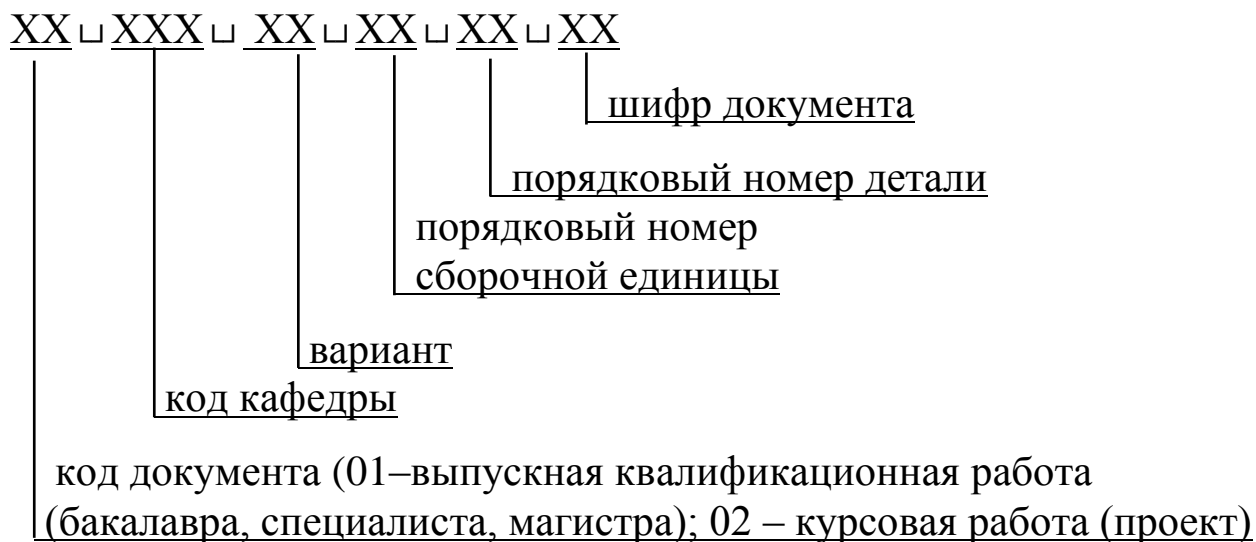 XX ⊔ XXX ⊔ XX ⊔ XX ⊔ XX ⊔ XX
шифр документа
порядковый номер детали
порядковый номер
сборочной единицы
вариант
код кафедры
код документа (01–выпускная квалификационная работа
(бакалавра, специалиста, магистра); 02 – курсовая работа (проект)